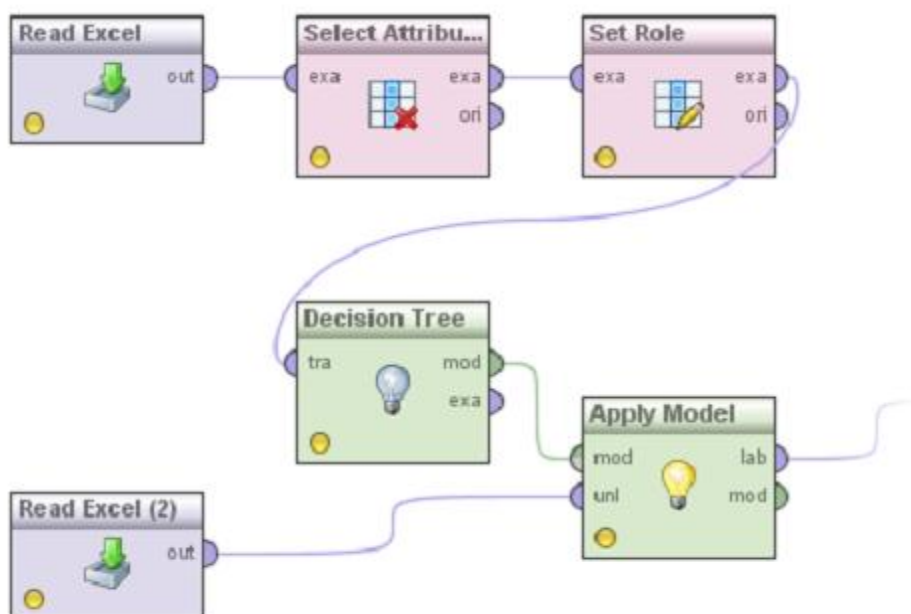 Read Excel
out
Select Attribu...
exa exa
ori
Set Role
exa exa
ori
Decision Tree
tra mod
exa
Apply Model
mod lab
unl mod
Read Excel (2)
out